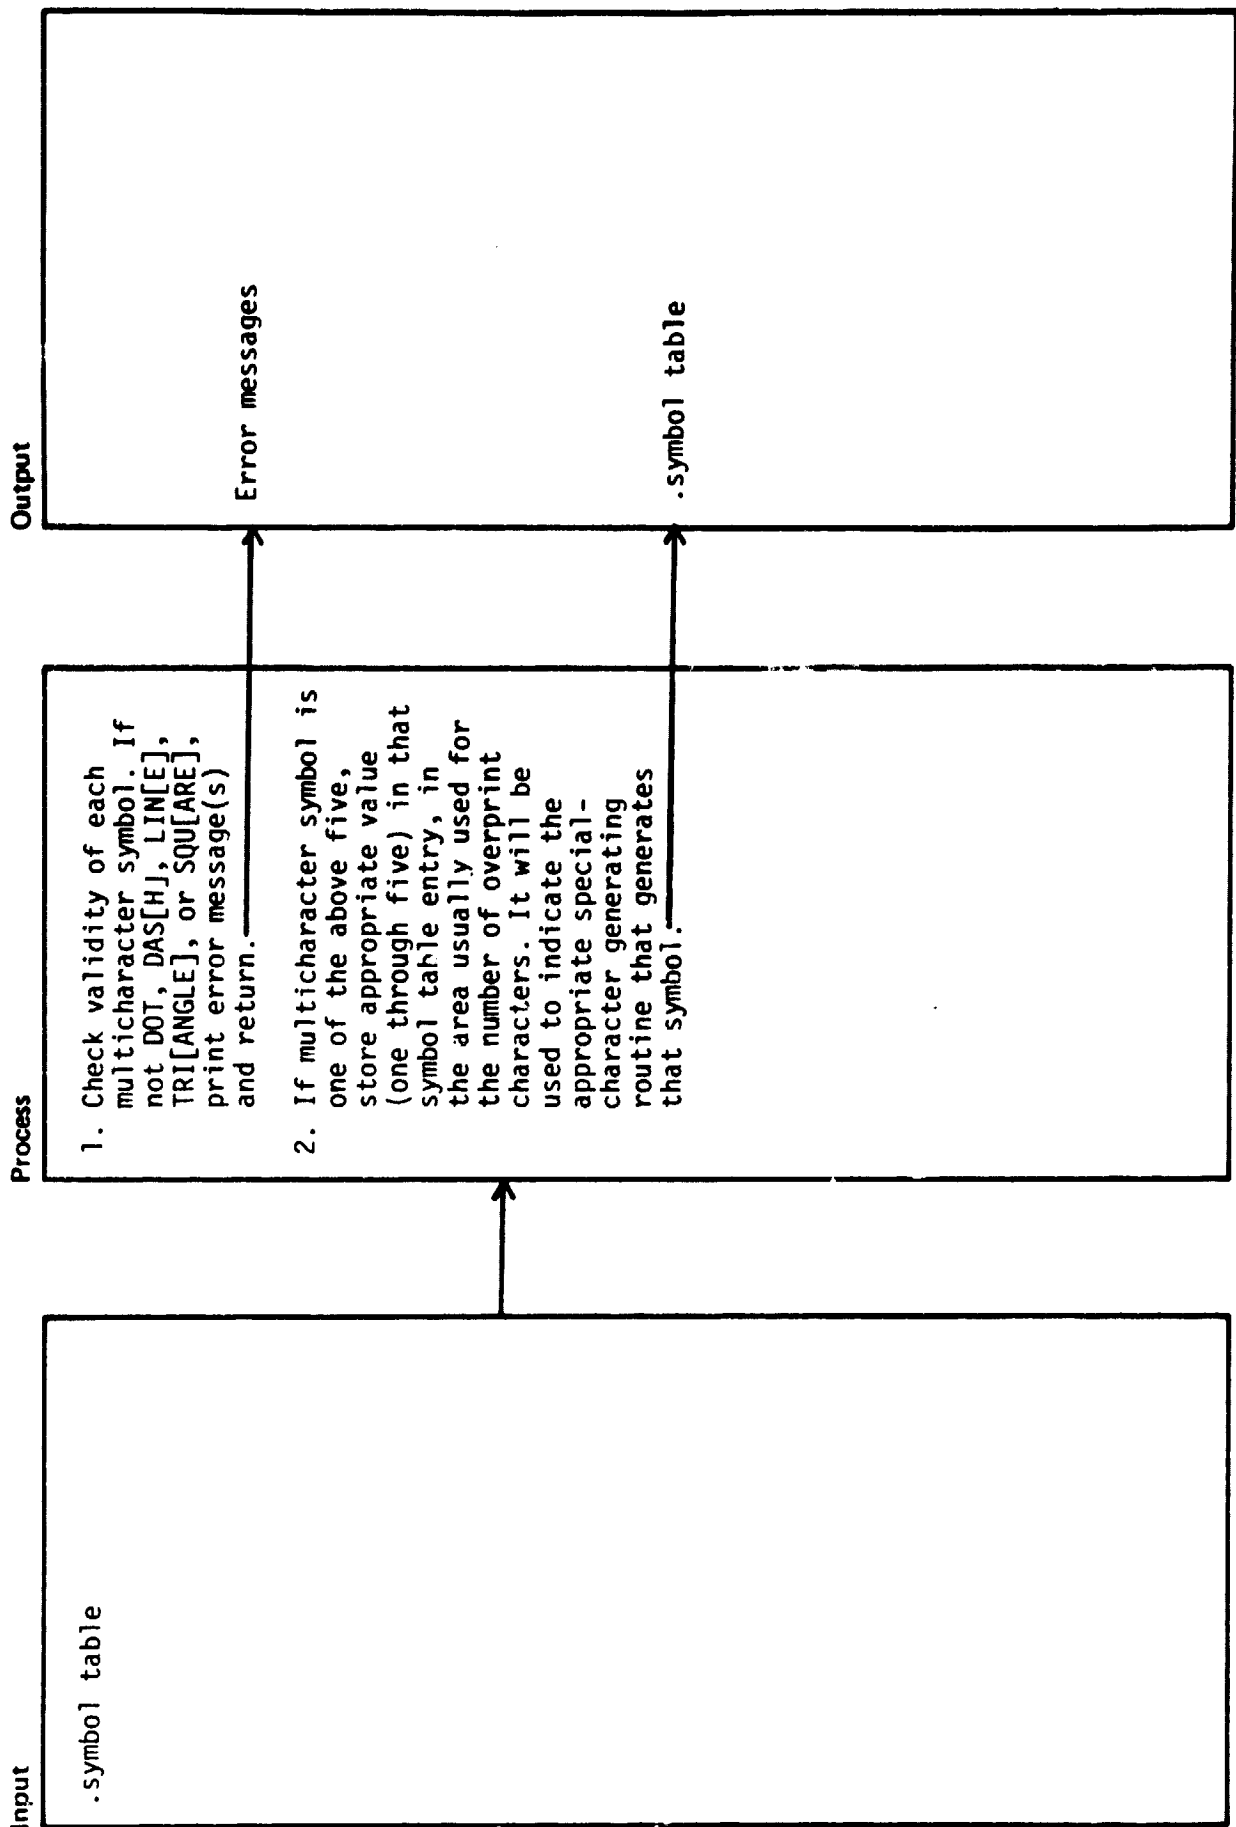 Input
.symbol table
Process
1. Check validity of each
multicharacter symbol. If
not DOT, DAS[H], LIN[E],
TRI[ANGLE], or SQU[ARE],
print error message(s)
and return.
2. If multicharacter symbol is
one of the above five,
store appropriate value
(one through five) in that
symbol table entry, in
the area usually used for
the number of overprint
characters. It will be
used to indicate the
appropriate special-
character generating
routine that generates
that symbol.
Output
Error messages
.symbol table